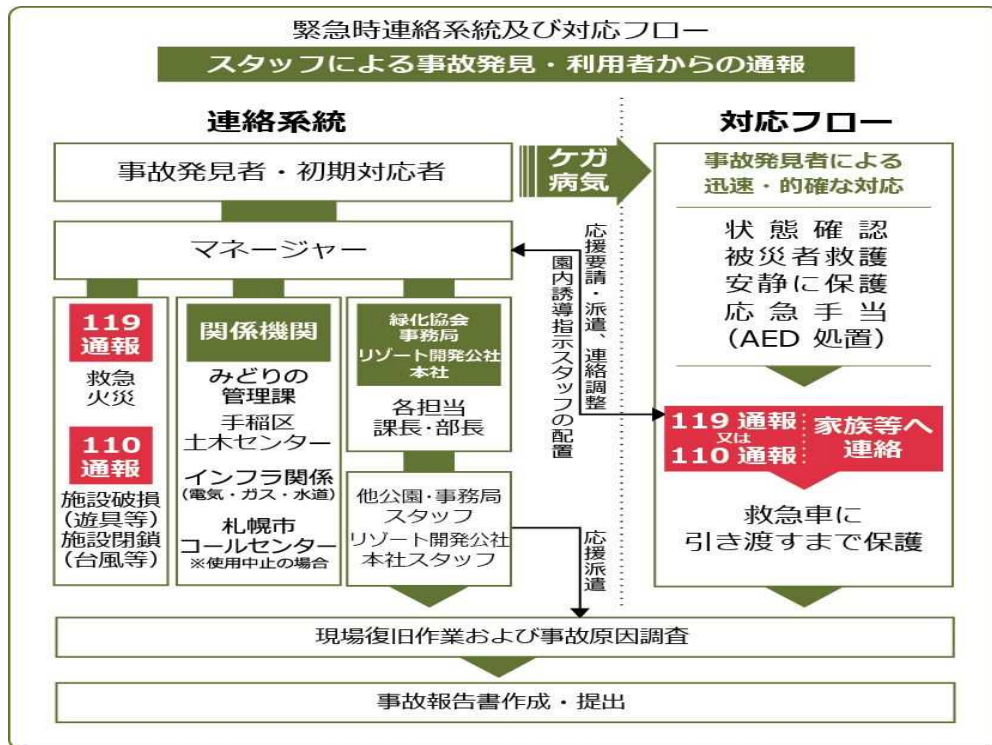 緊急時連絡系統及び対応フロー
スタッフによる事故発見・利用者からの通報
連絡系統
事故発見者・初期対応者
マネージャー
119
通報
救急
火災
110
通報
施設破損
(遊具等)
施設閉鎖
(台風等)
関係機関
みどりの
管理課
手稲区
土木センター
インフラ関係
(電気・ガス・水道)
札幌市
コールセンター
※使用中止の場合
緑化協会
事務局
リゾート開発公社
本社
各担当
課長・部長
他公園・事務局
スタッフ
リゾート開発公社
本社スタッフ
ケガ
病気
応援要請・派遣、連絡調整
園内誘導指示スタッフの配置
応援派遣
対応フロー
事故発見者による
迅速・的確な対応
状態確認
被災者救護
安静に保護
応急手当
(AED 処置)
119 通報
又は
110 通報
家族等へ
連絡
救急車に
引き渡すまで保護
現場復旧作業および事故原因調査
事故報告書作成・提出